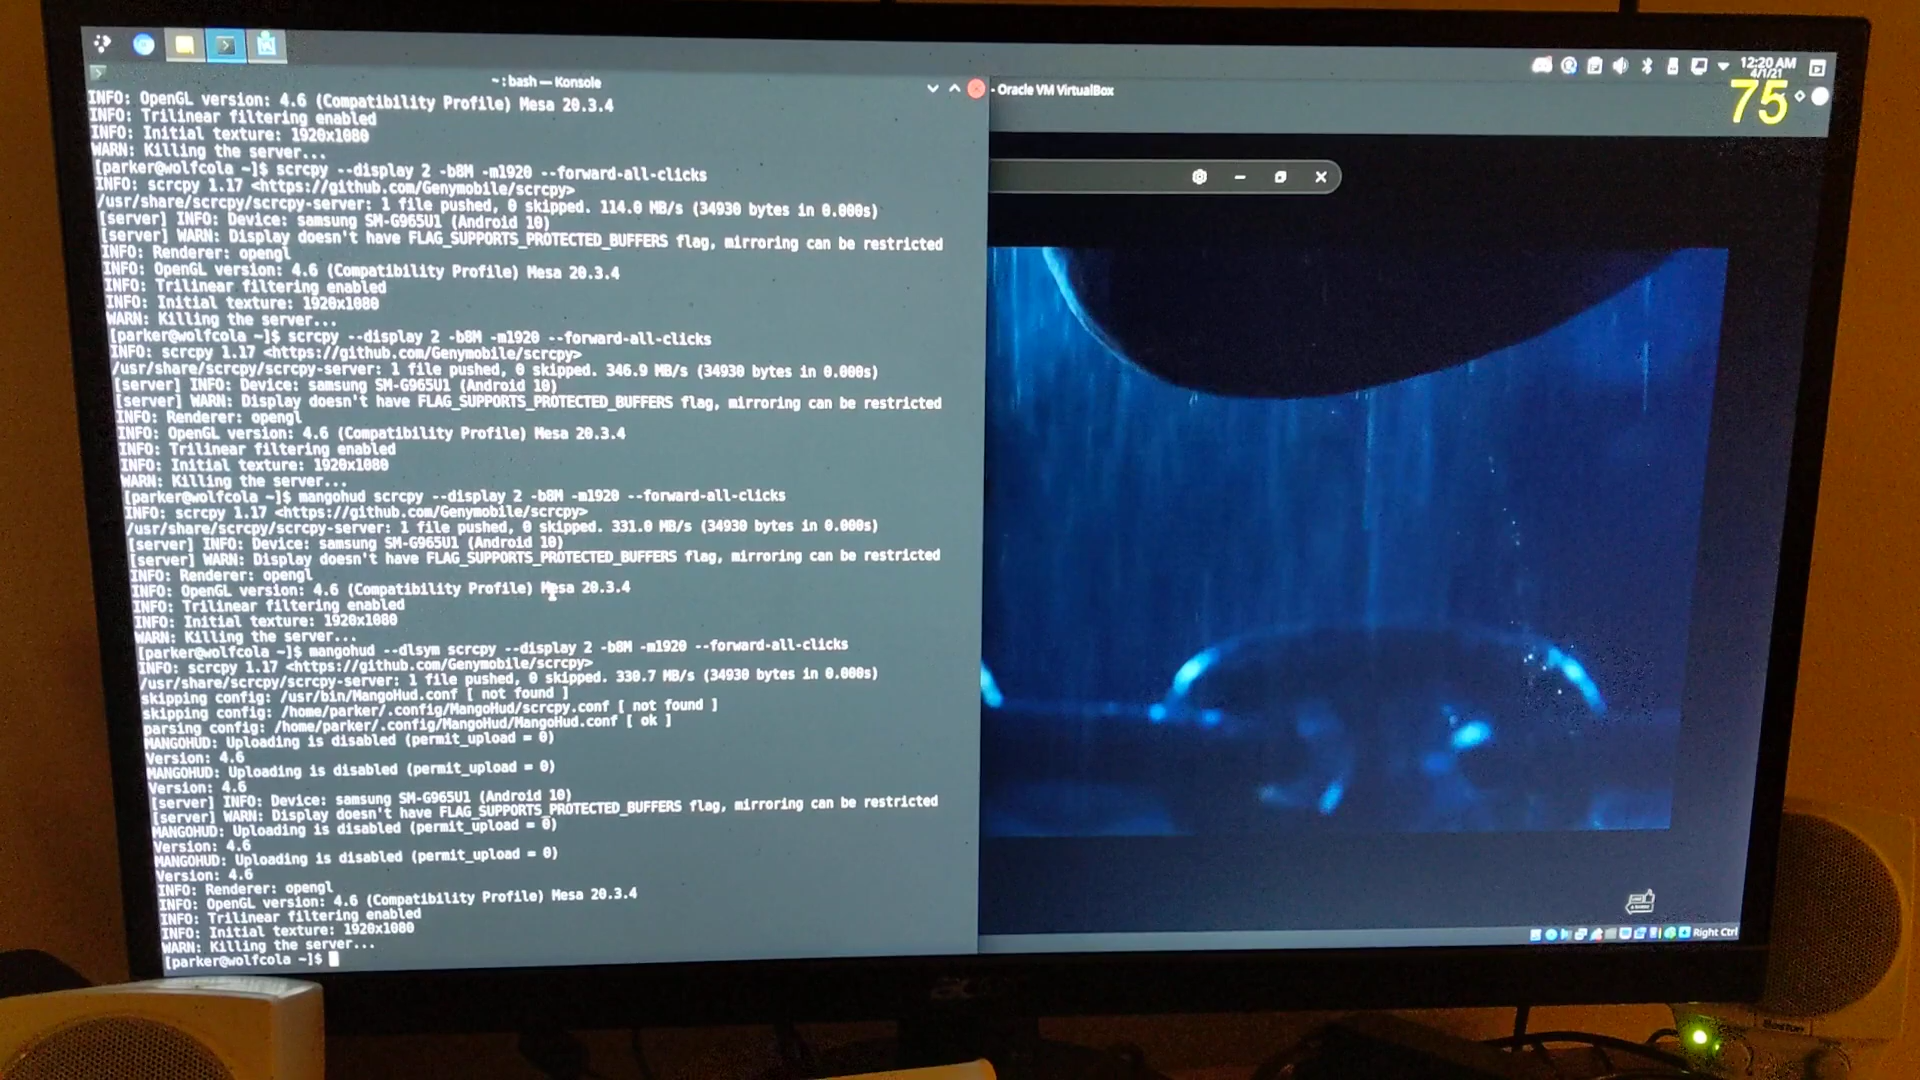 12:20 AM
4/1/21
75
~ : bash — Konsole
- Oracle VM VirtualBox
INFO: OpenGL version: 4.6 (Compatibility Profile) Mesa 20.3.4
INFO: Trilinear filtering enabled
INFO: Initial texture: 1920x1080
WARN: Killing the server...
[parker@wolfcola ~]$ scrcpy --display 2 -b8M -m1920 --forward-all-clicks
INFO: scrcpy 1.17 <https://github.com/Genymobile/scrcpy>
/usr/share/scrcpy/scrcpy-server: 1 file pushed, 0 skipped. 114.0 MB/s (34930 bytes in 0.000s)
[server] INFO: Device: samsung SM-G965U1 (Android 10)
[server] WARN: Display doesn't have FLAG_SUPPORTS_PROTECTED_BUFFERS flag, mirroring can be restricted
INFO: Renderer: opengl
INFO: OpenGL version: 4.6 (Compatibility Profile) Mesa 20.3.4
INFO: Trilinear filtering enabled
INFO: Initial texture: 1920x1080
WARN: Killing the server...
[parker@wolfcola ~]$ scrcpy --display 2 -b8M -m1920 --forward-all-clicks
INFO: scrcpy 1.17 <https://github.com/Genymobile/scrcpy>
/usr/share/scrcpy/scrcpy-server: 1 file pushed, 0 skipped. 346.9 MB/s (34930 bytes in 0.000s)
[server] INFO: Device: samsung SM-G965U1 (Android 10)
[server] WARN: Display doesn't have FLAG_SUPPORTS_PROTECTED_BUFFERS flag, mirroring can be restricted
INFO: Renderer: opengl
INFO: OpenGL version: 4.6 (Compatibility Profile) Mesa 20.3.4
INFO: Trilinear filtering enabled
INFO: Initial texture: 1920x1080
WARN: Killing the server...
[parker@wolfcola ~]$ mangohud scrcpy --display 2 -b8M -m1920 --forward-all-clicks
INFO: scrcpy 1.17 <https://github.com/Genymobile/scrcpy>
/usr/share/scrcpy/scrcpy-server: 1 file pushed, 0 skipped. 331.0 MB/s (34930 bytes in 0.000s)
[server] INFO: Device: samsung SM-G965U1 (Android 10)
[server] WARN: Display doesn't have FLAG_SUPPORTS_PROTECTED_BUFFERS flag, mirroring can be restricted
INFO: Renderer: opengl
INFO: OpenGL version: 4.6 (Compatibility Profile) Mesa 20.3.4
INFO: Trilinear filtering enabled
INFO: Initial texture: 1920x1080
WARN: Killing the server...
[parker@wolfcola ~]$ mangohud --dlsym scrcpy --display 2 -b8M -m1920 --forward-all-clicks
INFO: scrcpy 1.17 <https://github.com/Genymobile/scrcpy>
/usr/share/scrcpy/scrcpy-server: 1 file pushed, 0 skipped. 330.7 MB/s (34930 bytes in 0.000s)
skipping config: /usr/bin/MangoHud.conf [ not found ]
skipping config: /home/parker/.config/MangoHud/scrcpy.conf [ not found ]
parsing config: /home/parker/.config/MangoHud/MangoHud.conf [ ok ]
MANGOHUD: Uploading is disabled (permit_upload = 0)
Version: 4.6
MANGOHUD: Uploading is disabled (permit_upload = 0)
Version: 4.6
[server] INFO: Device: samsung SM-G965U1 (Android 10)
[server] WARN: Display doesn't have FLAG_SUPPORTS_PROTECTED_BUFFERS flag, mirroring can be restricted
MANGOHUD: Uploading is disabled (permit_upload = 0)
Version: 4.6
MANGOHUD: Uploading is disabled (permit_upload = 0)
Version: 4.6
INFO: Renderer: opengl
INFO: OpenGL version: 4.6 (Compatibility Profile) Mesa 20.3.4
INFO: Trilinear filtering enabled
INFO: Initial texture: 1920x1080
WARN: Killing the server...
[parker@wolfcola ~]$
Right Ctrl
acer